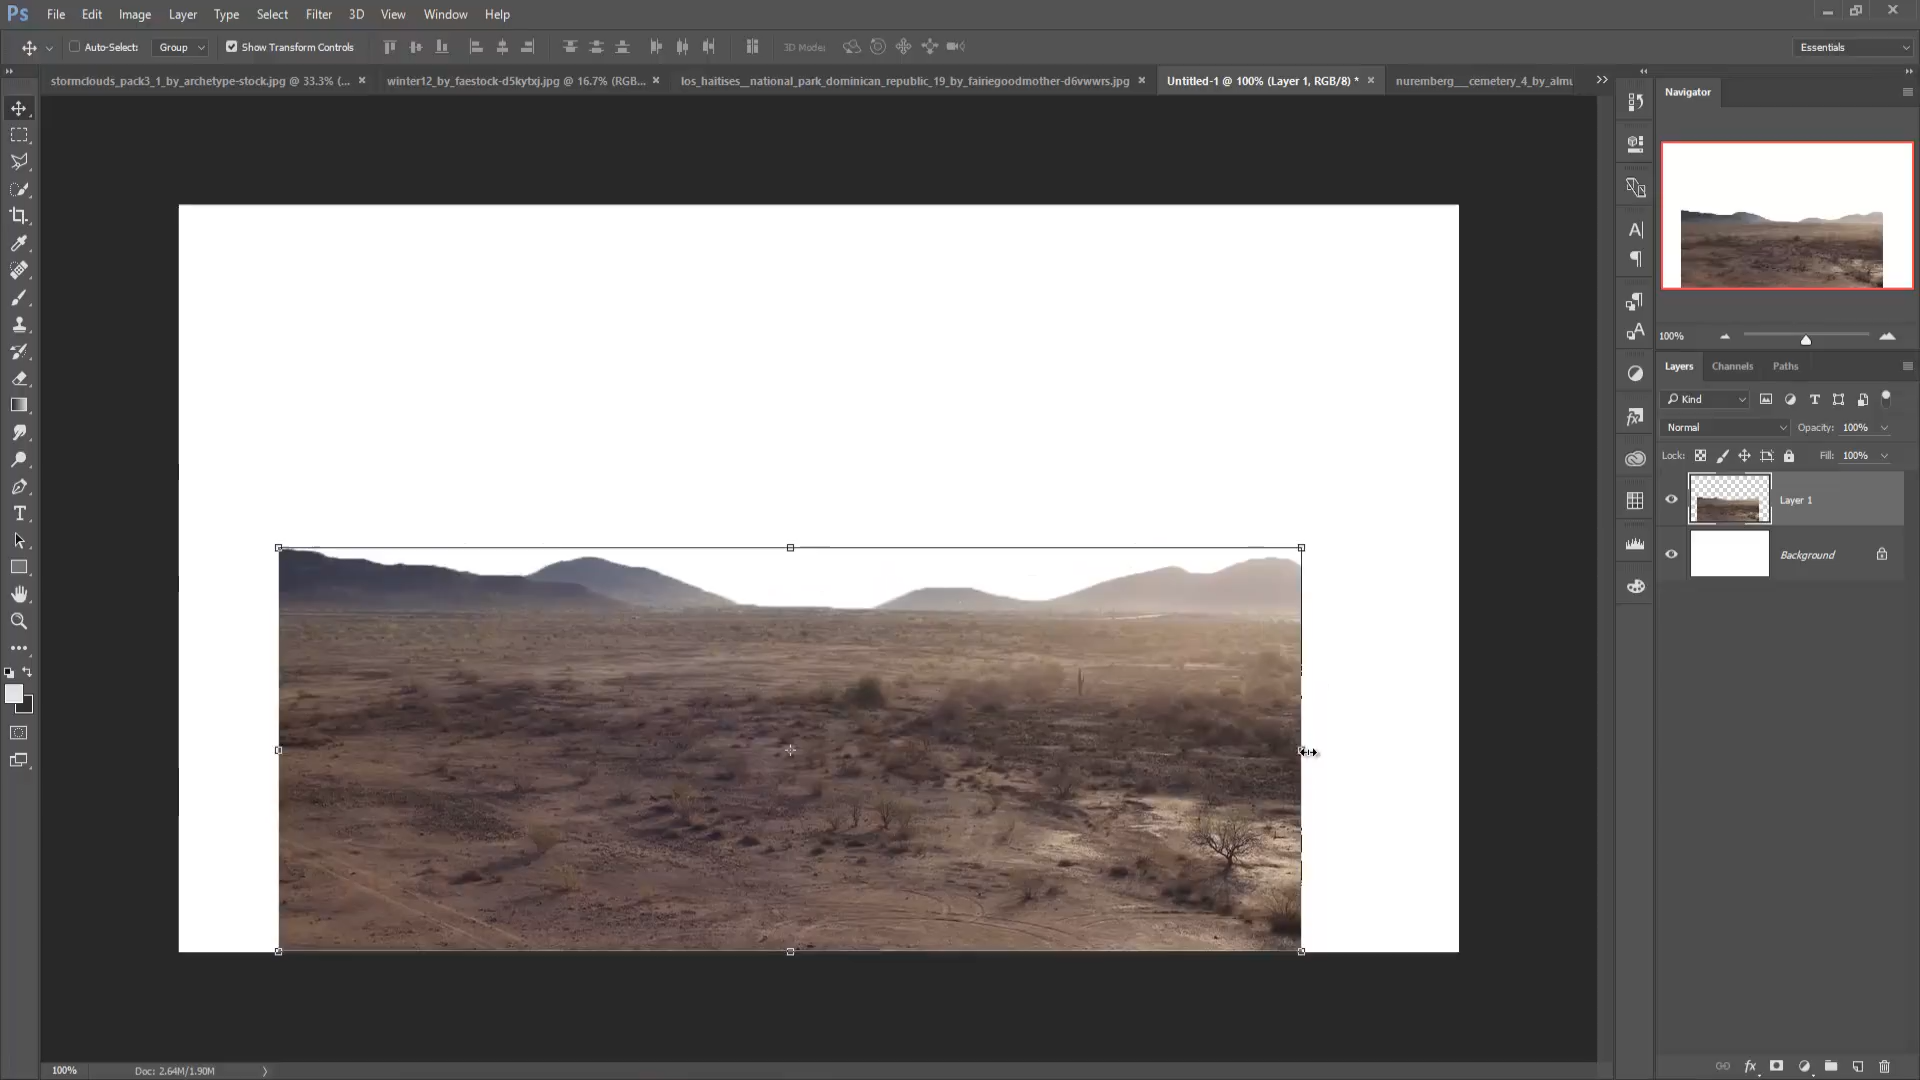 Ps File Edit Image Layer Type Select Filter 3D View Window Help
Auto-Select: Group Show Transform Controls 3D Mode: Essentials
stormclouds_pack3_1_by_archetype-stock.jpg @ 33.3% (... × winter12_by_faestock-d5kytxj.jpg @ 16.7% (RGB... × los_haitises__national_park_dominican_republic_19_by_fairiegoodmother-d6vwwrs.jpg × Untitled-1 @ 100% (Layer 1, RGB/8) * × nuremberg___cemetery_4_by_almu
Navigator
100%
Layers Channels Paths
Kind
Normal Opacity: 100%
Lock: Fill: 100%
Layer 1
Background
100% Doc: 2.64M/1.90M